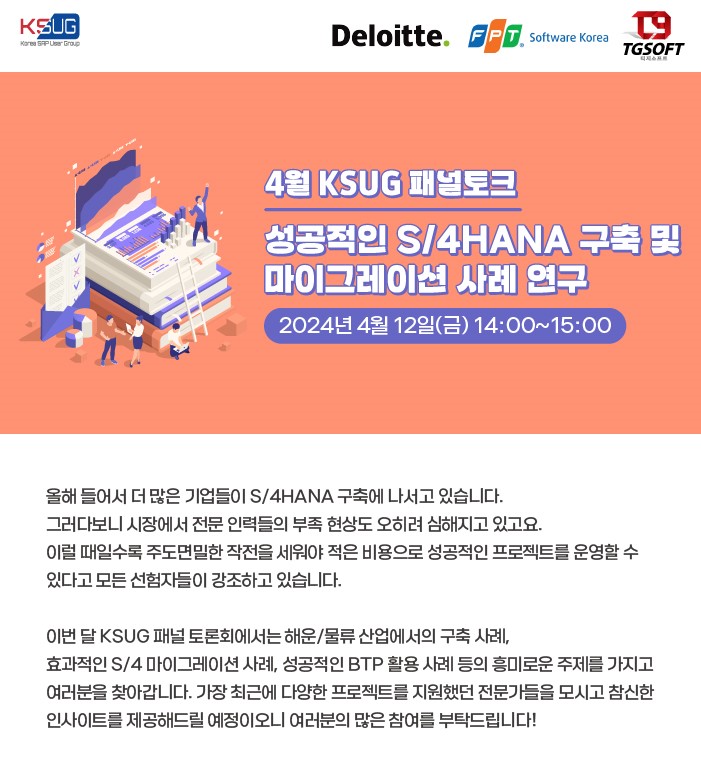 KSUG
Korea SAP User Group
Deloitte.
FPT Software Korea
T9
TGSOFT
티지소프트
4월 KSUG 패널토크
성공적인 S/4HANA 구축 및
마이그레이션 사례 연구
2024년 4월 12일(금) 14:00~15:00
올해 들어서 더 많은 기업들이 S/4HANA 구축에 나서고 있습니다.
그러다보니 시장에서 전문 인력들의 부족 현상도 오히려 심해지고 있고요.
이럴 때일수록 주도면밀한 작전을 세워야 적은 비용으로 성공적인 프로젝트를 운영할 수
있다고 모든 선험자들이 강조하고 있습니다.
이번 달 KSUG 패널 토론회에서는 해운/물류 산업에서의 구축 사례,
효과적인 S/4 마이그레이션 사례, 성공적인 BTP 활용 사례 등의 흥미로운 주제를 가지고
여러분을 찾아갑니다. 가장 최근에 다양한 프로젝트를 지원했던 전문가들을 모시고 참신한
인사이트를 제공해드릴 예정이오니 여러분의 많은 참여를 부탁드립니다!